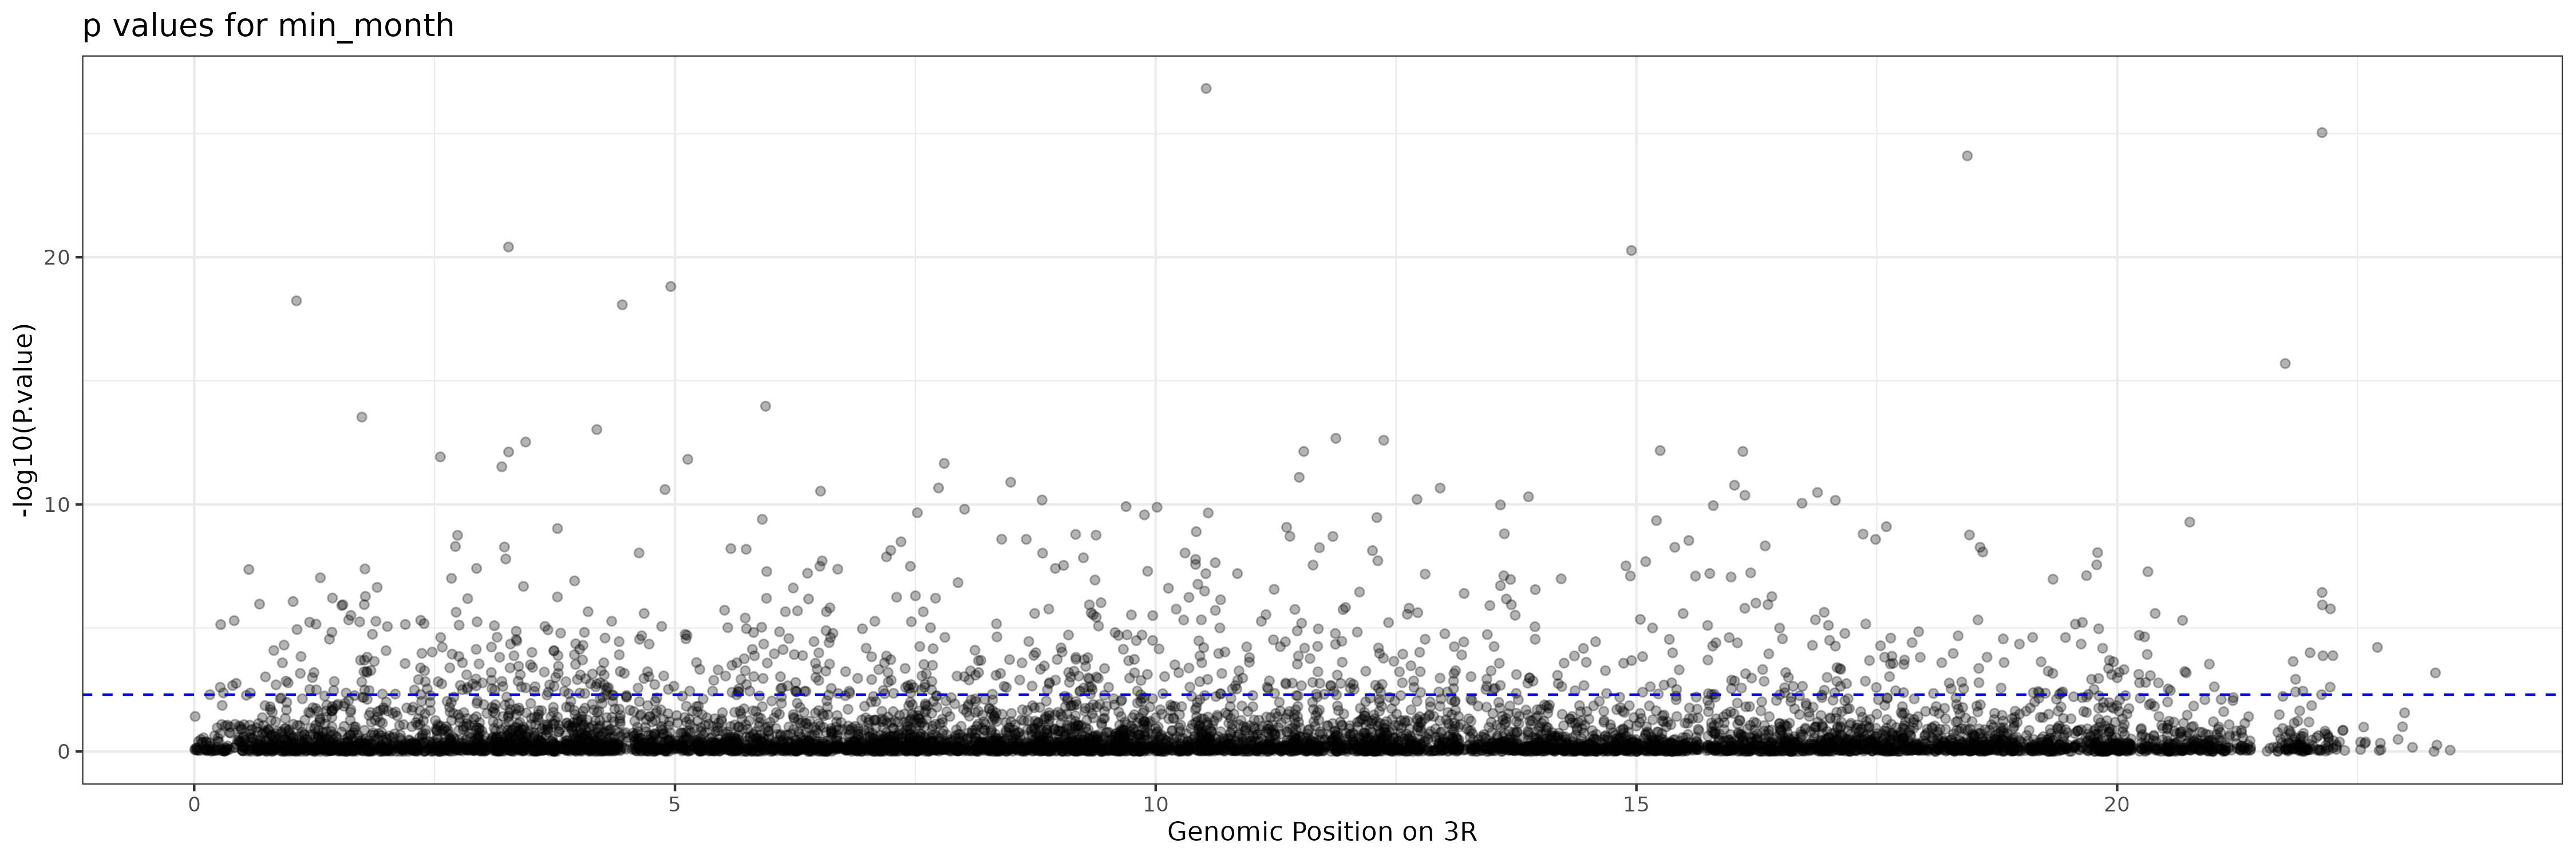 p values for min_month
-log10(P.value)
20
10
0
0 5 10 15 20
Genomic Position on 3R